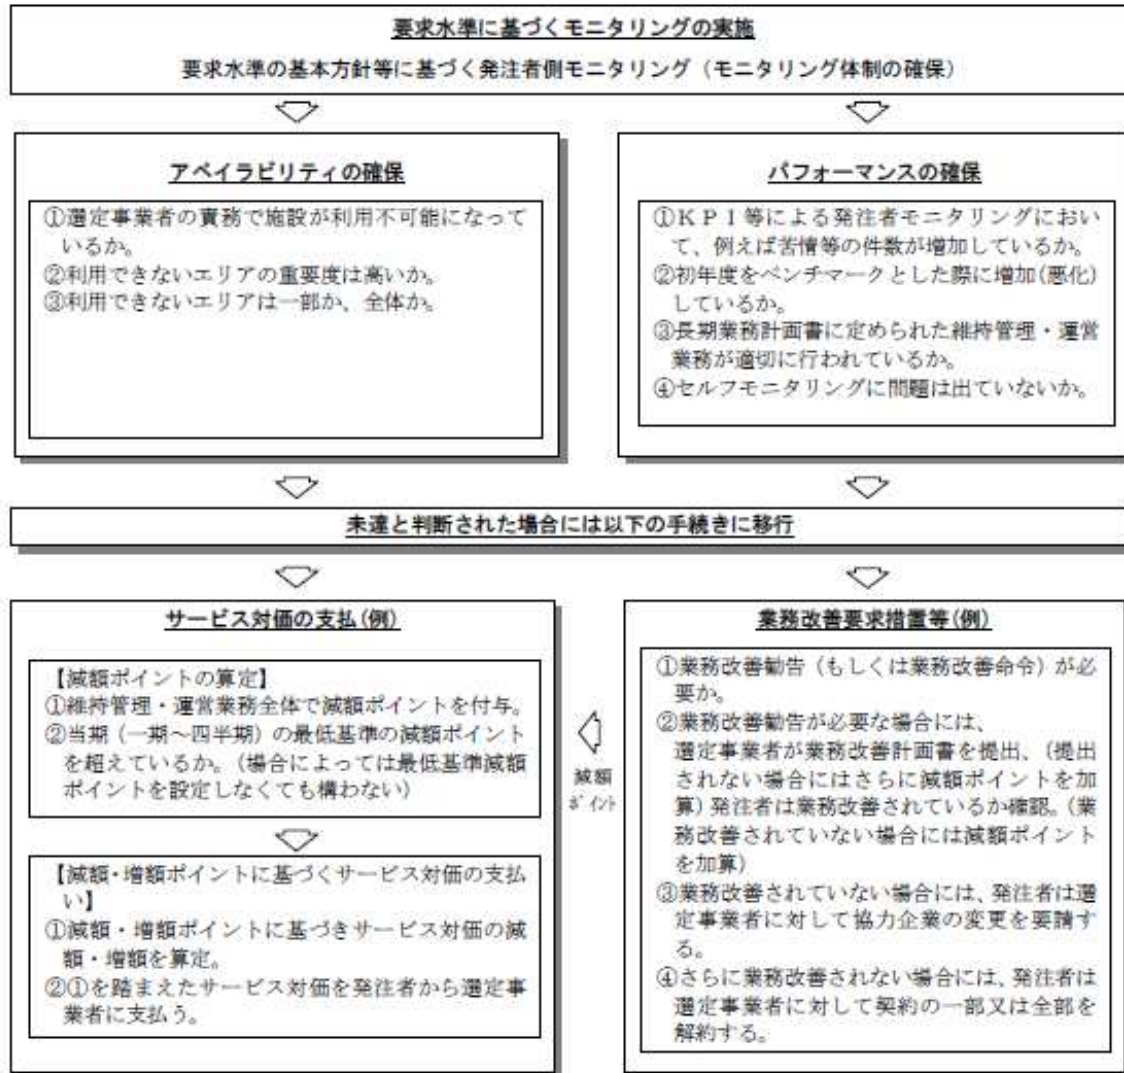 要求水準に基づくモニタリングの実施
要求水準の基本方針等に基づく発注者側モニタリング（モニタリング体制の確保）
アベイラビリティの確保
①選定事業者の責務で施設が利用不可能になって
いるか。
②利用できないエリアの重要度は高いか。
③利用できないエリアは一部か、全体か。
パフォーマンスの確保
①ＫＰＩ等による発注者モニタリングにおい
て、例えば苦情等の件数が増加しているか。
②初年度をベンチマークとした際に増加(悪化)
しているか。
③長期業務計画書に定められた維持管理・運営
業務が適切に行われているか。
④セルフモニタリングに問題は出ていないか。
未達と判断された場合には以下の手続きに移行
サービス対価の支払(例)
【減額ポイントの算定】
①維持管理・運営業務全体で減額ポイントを付与。
②当期（一期～四半期）の最低基準の減額ポイント
を超えているか。（場合によっては最低基準減額
ポイントを設定しなくても構わない）
【減額・増額ポイントに基づくサービス対価の支払
い】
①減額・増額ポイントに基づきサービス対価の減
額・増額を算定。
②①を踏まえたサービス対価を発注者から選定事
業者に支払う。
減額
ポイント
業務改善要求措置等(例)
①業務改善勧告（もしくは業務改善命令）が必
要か。
②業務改善勧告が必要な場合には、
選定事業者が業務改善計画書を提出、（提出
されない場合にはさらに減額ポイントを加
算）発注者は業務改善されているか確認。（業
務改善されていない場合には減額ポイント
を加算）
③業務改善されていない場合には、発注者は選
定事業者に対して協力企業の変更を要請す
る。
④さらに業務改善されない場合には、発注者は
選定事業者に対して契約の一部又は全部を
解約する。